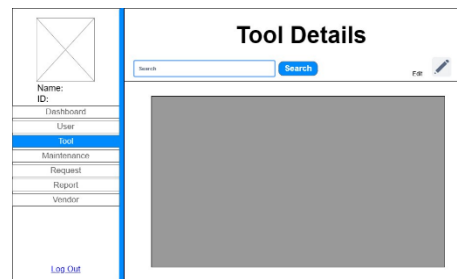 Tool Details
Search
Search
Edit
Name:
ID:
Dashboard
User
Tool
Maintenance
Request
Report
Vendor
Log Out